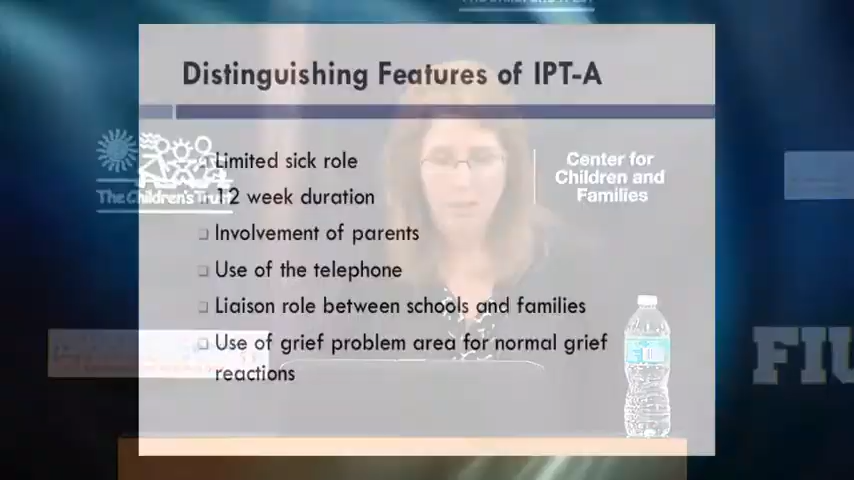 Distinguishing Features of IPT-A
Limited sick role
12 week duration
Involvement of parents
Use of the telephone
Liaison role between schools and families
Use of grief problem area for normal grief
reactions
The Children's Trust
Center for
Children and
Families
FIU